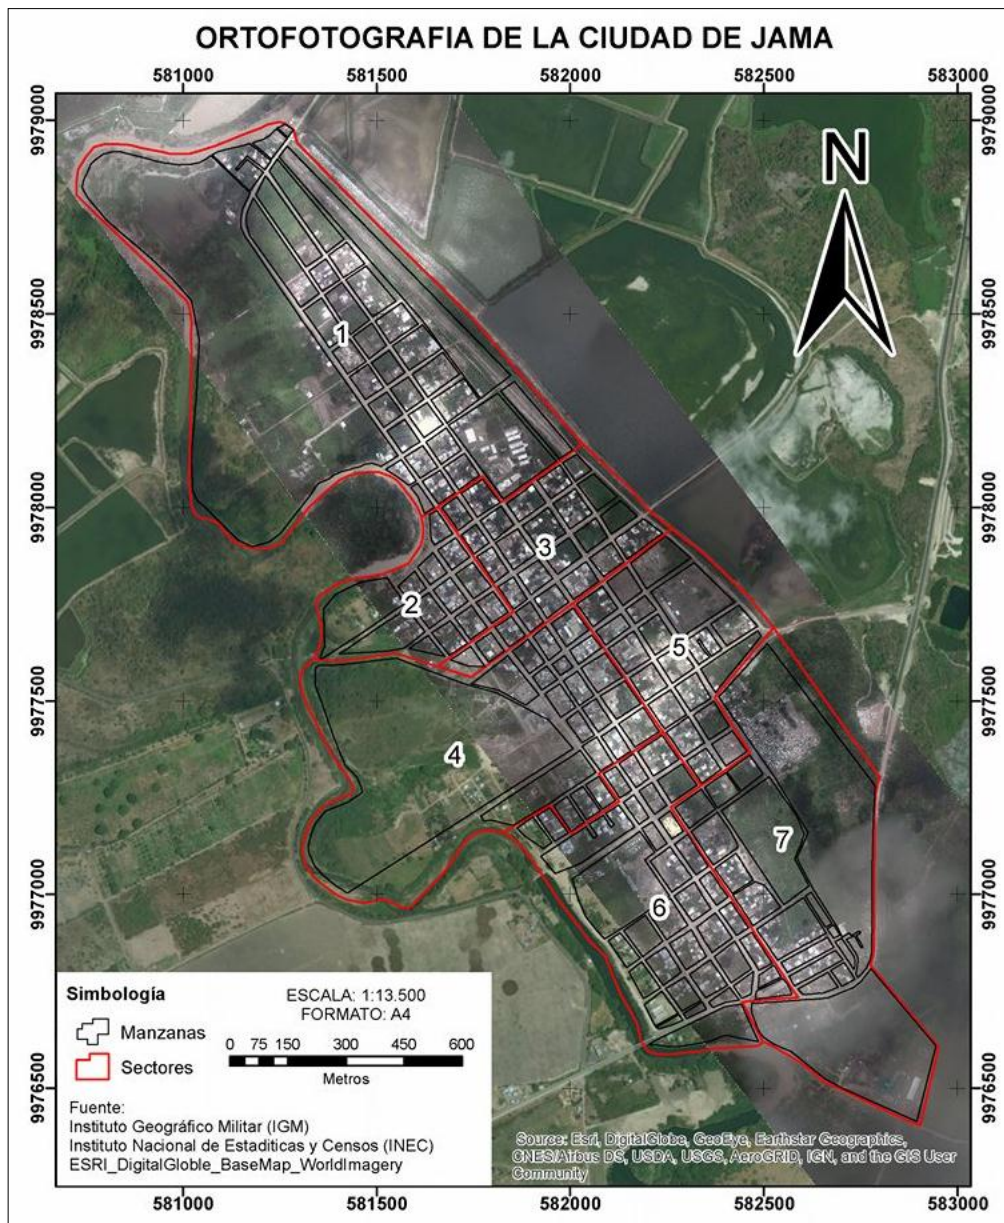 ORTOFOTOGRAFIA DE LA CIUDAD DE JAMA
581000 581500 582000 582500 583000
9979000 9979000
9978500 9978500
9978000 9978000
9977500 9977500
9977000 9977000
9976500 9976500
N
1
3
2
5
4
7
6
Simbología
Manzanas
Sectores
ESCALA: 1:13.500
FORMATO: A4
0 75 150 300 450 600
Metros
Fuente:
Instituto Geográfico Militar (IGM)
Instituto Nacional de Estaditicas y Censos (INEC)
ESRI_DigitalGloble_BaseMap_WorldImagery
Source: Esri, DigitalGlobe, GeoEye, Earthstar Geographics,
CNES/Airbus DS, USDA, USGS, AeroGRID, IGN, and the GIS User
Community
581000 581500 582000 582500 583000